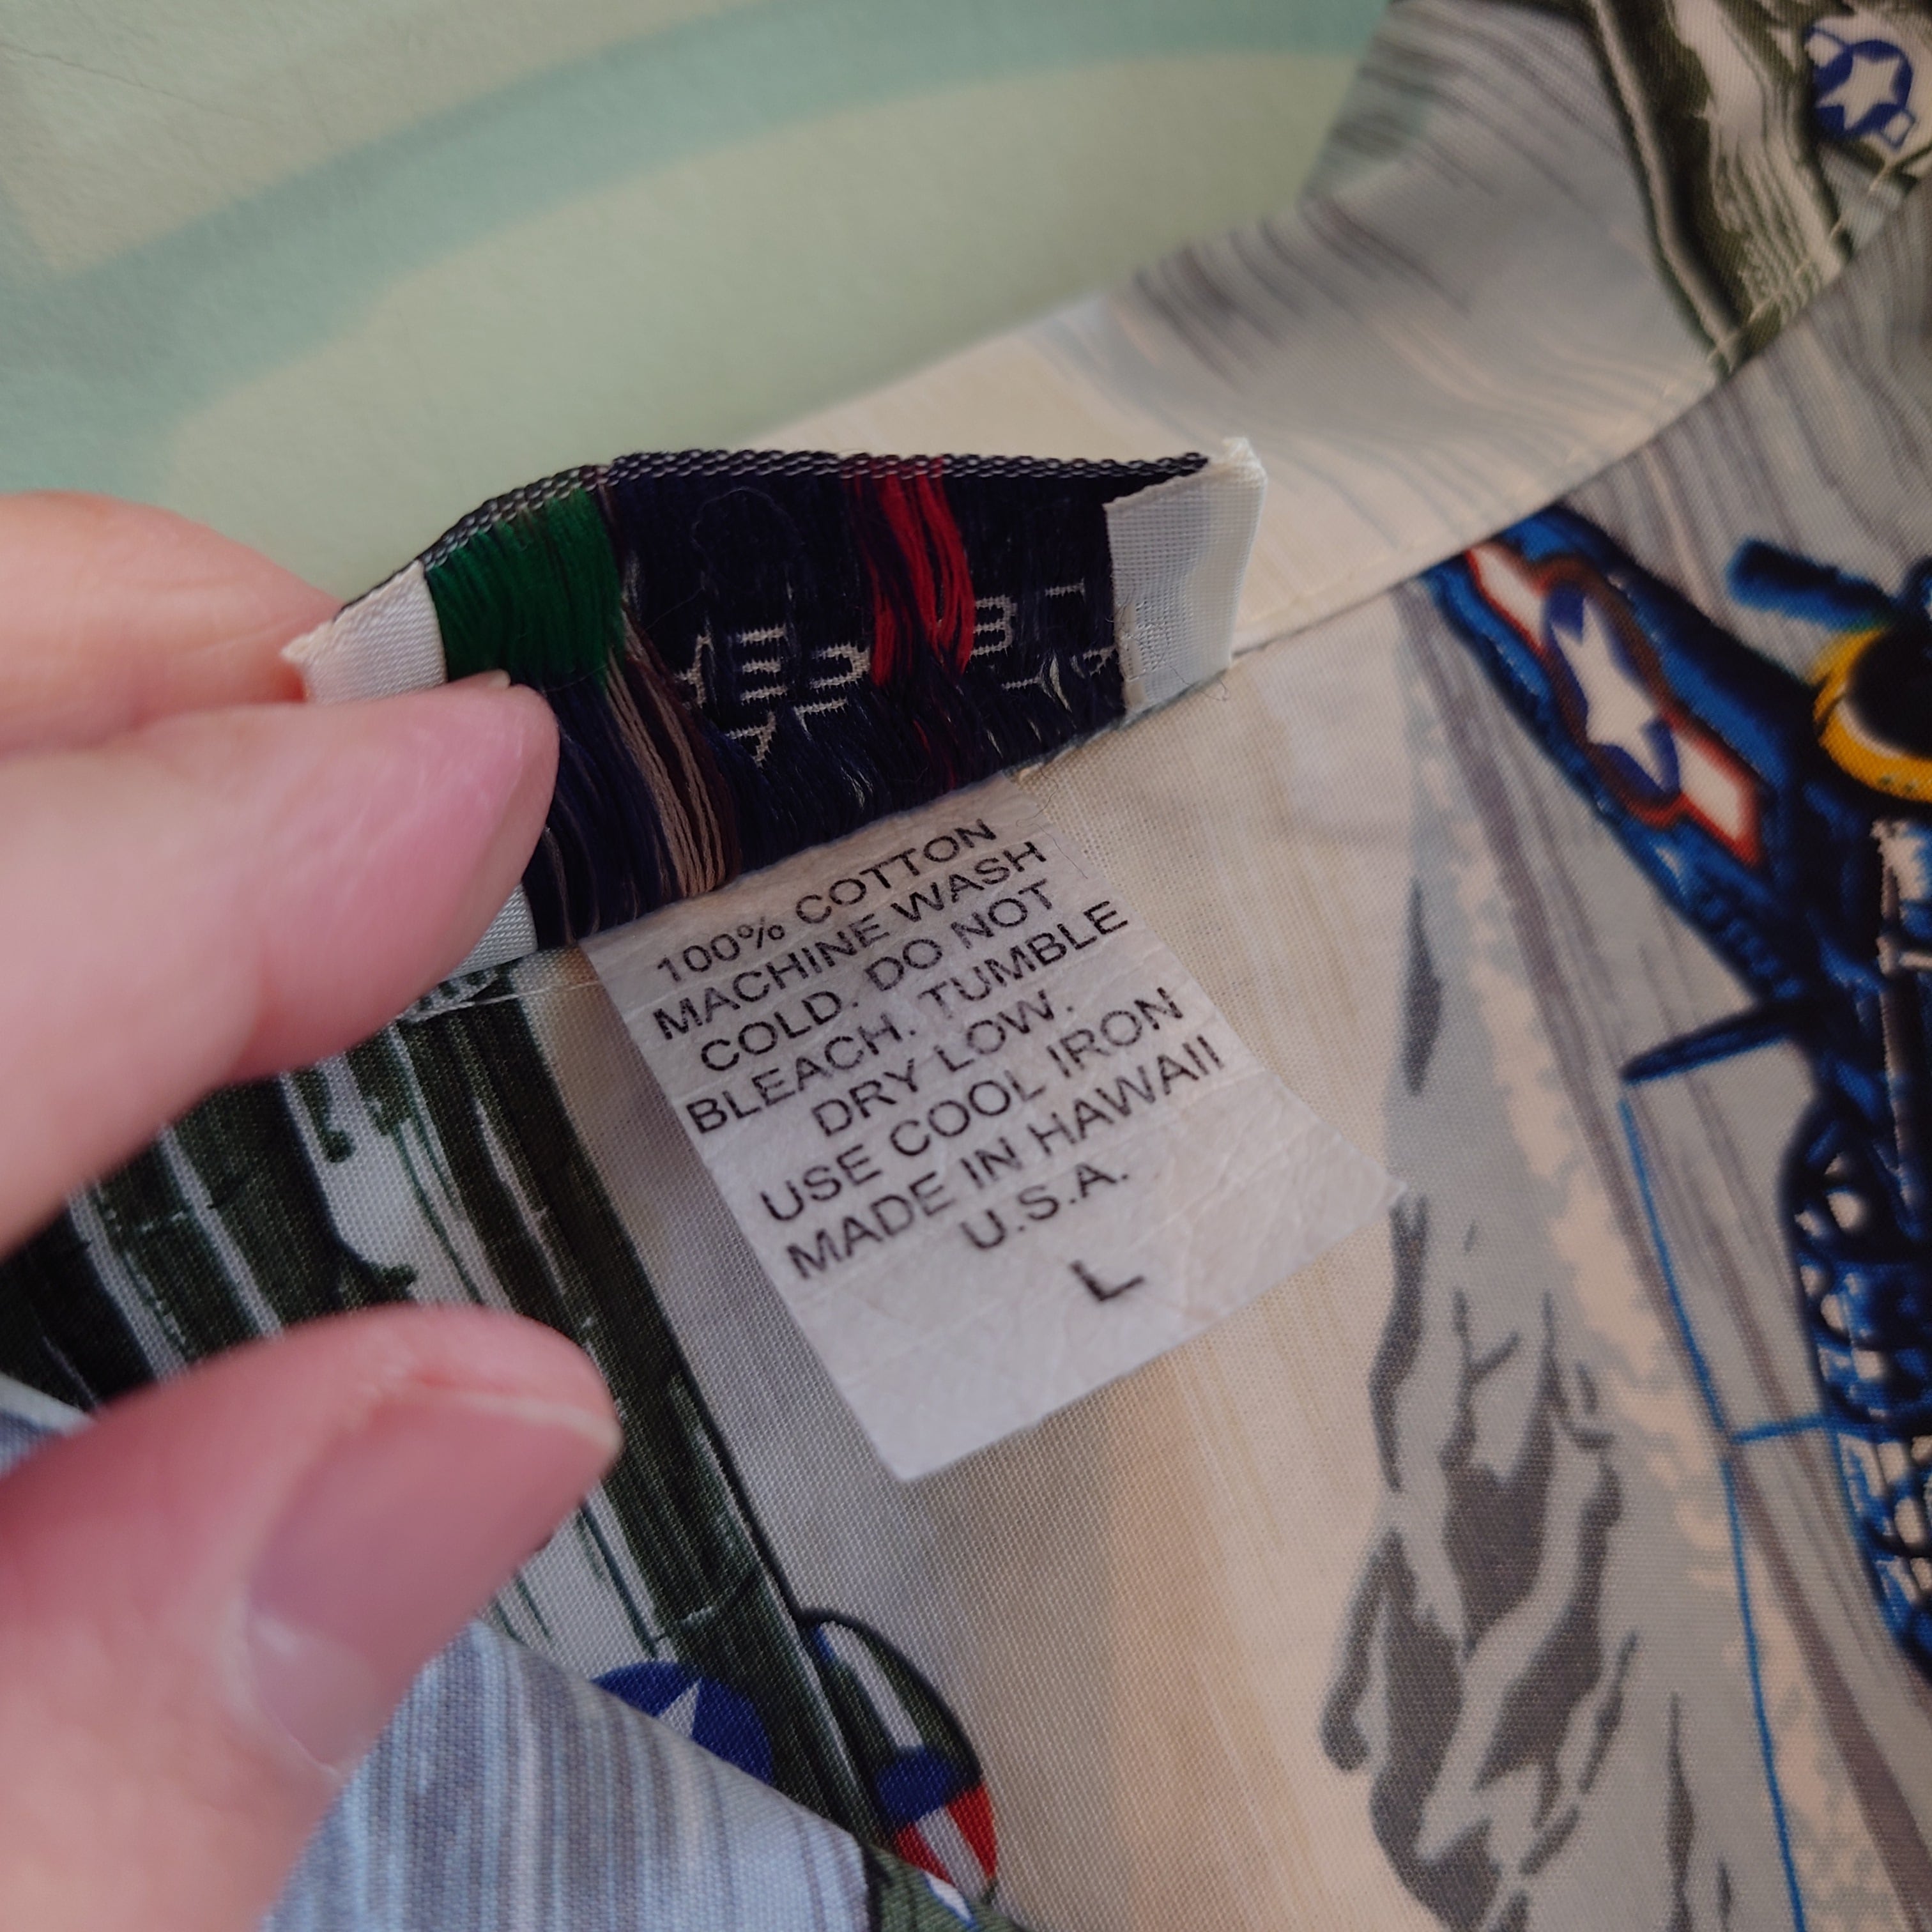 100% COTTON
MACHINE WASH
COLD. DO NOT
BLEACH. TUMBLE
DRY LOW.
USE COOL IRON
MADE IN HAWAII
U.S.A.
L